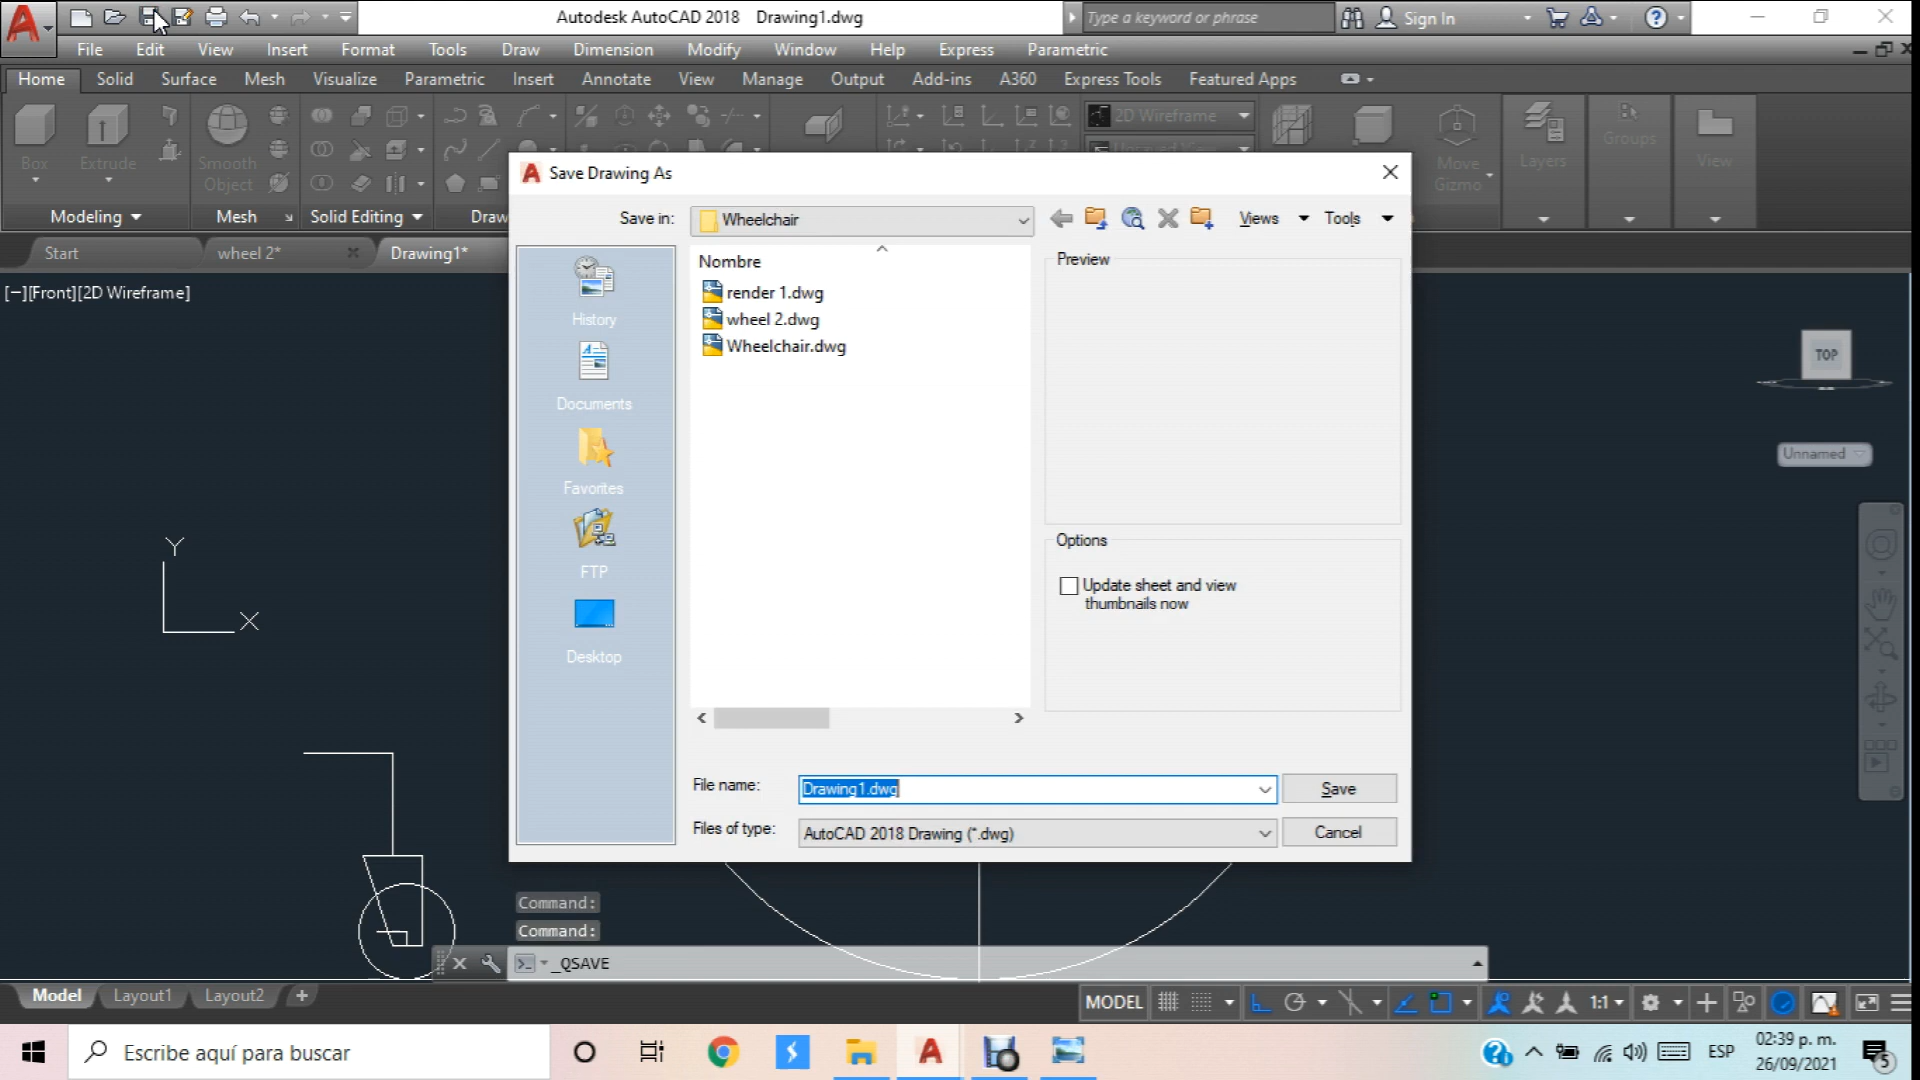 Autodesk AutoCAD 2018 Drawing1.dwg
Type a keyword or phrase
Sign In
File Edit View Insert Format Tools Draw Dimension Modify Window Help Express Parametric
Home Solid Surface Mesh Visualize Parametric Insert Annotate View Manage Output Add-ins A360 Express Tools Featured Apps
Box
Extrude
Smooth
Object
2D Wireframe
Unsaved View
Move
Gizmo
Layers
Groups
View
Modeling
Mesh
Solid Editing
Draw
Start
wheel 2*
Drawing1*
[−][Front][2D Wireframe]
Save Drawing As
Save in:
Wheelchair
Views
Tools
Nombre
render 1.dwg
wheel 2.dwg
Wheelchair.dwg
History
Documents
Favorites
FTP
Desktop
Preview
Options
Update sheet and view
thumbnails now
File name:
Drawing1.dwg
Save
Files of type:
AutoCAD 2018 Drawing (*.dwg)
Cancel
TOP
Unnamed
Y
X
Command:
Command:
_QSAVE
Model Layout1 Layout2 +
MODEL
1:1
Escribe aquí para buscar
ESP
02:39 p. m.
26/09/2021
5